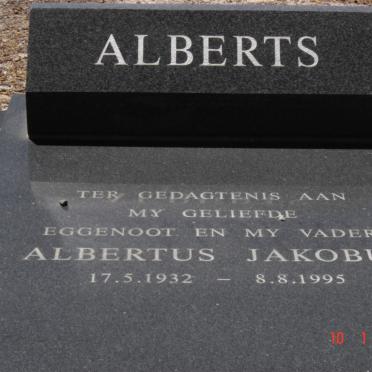 ALBERTS
TER GEDAGTENIS AAN
MY GELIEFDE
EGGENOOT EN MY VADER
ALBERTUS JAKOBU
17.5.1932 – 8.8.1995
10 1